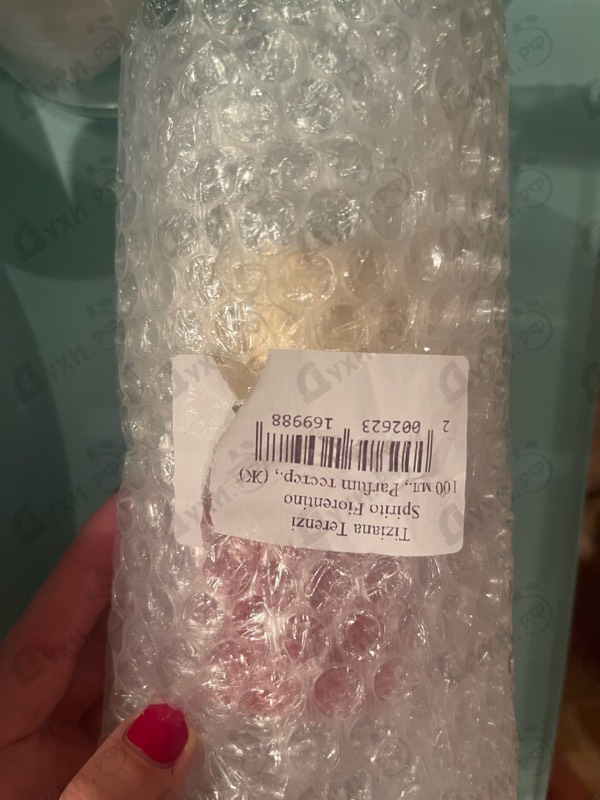 Tiziana Terenzi
Spirito Fiorentino
100 мл., Parfum тестер., (Ж)
2 002623 169988
Духи.рф